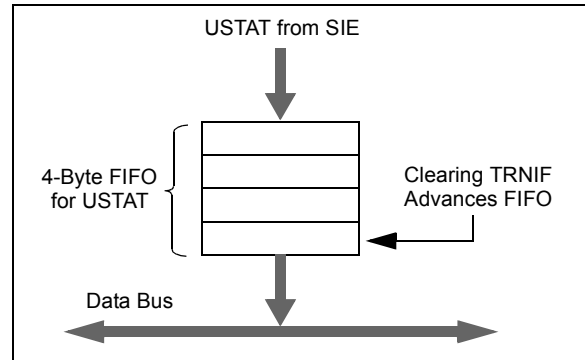 USTAT from SIE
4-Byte FIFO
for USTAT
Clearing TRNIF
Advances FIFO
Data Bus